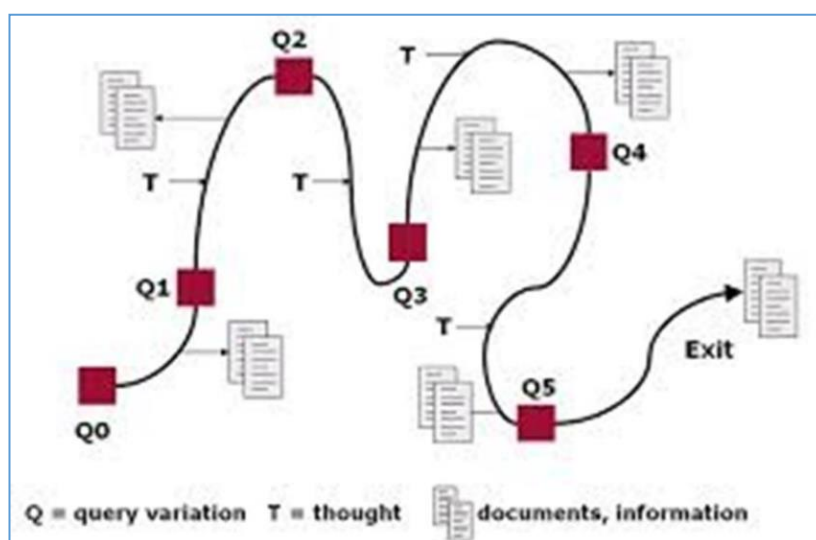 Q2
T
Q4
T
T
Q1
Q3
T
Exit
Q5
Q0
Q = query variation T = thought documents, information